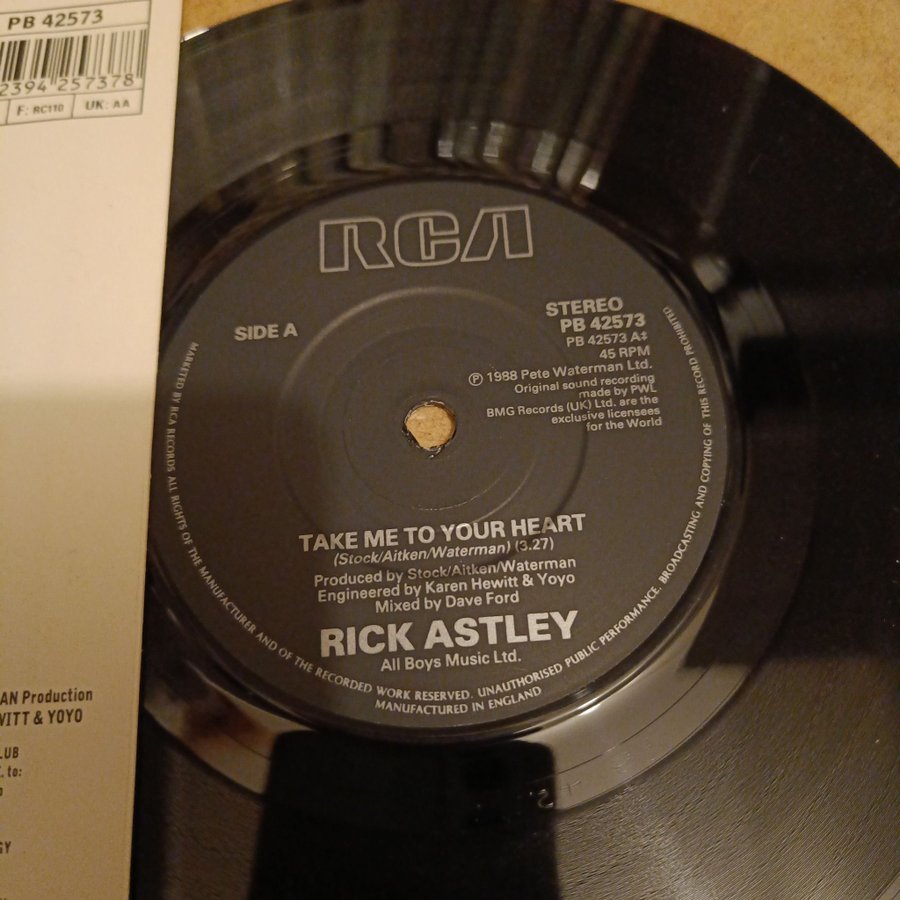 PB 42573
2394 257378
F: RC110
UK: AA
RCA
SIDE A
STEREO
PB 42573
PB 42573 A‡
45 RPM
Ⓟ 1988 Pete Waterman Ltd.
Original sound recording
made by PWL
BMG Records (UK) Ltd. are the
exclusive licensees
for the World
TAKE ME TO YOUR HEART
(Stock/Aitken/Waterman) (3.27)
Produced by Stock/Aitken/Waterman
Engineered by Karen Hewitt & Yoyo
Mixed by Dave Ford
RICK ASTLEY
All Boys Music Ltd.
MARKETED BY RCA RECORDS ALL RIGHTS OF THE MANUFACTURER AND OF THE RECORDED WORK RESERVED. UNAUTHORISED PUBLIC PERFORMANCE, BROADCASTING AND COPYING OF THIS RECORD PROHIBITED
MANUFACTURED IN ENGLAND
AN Production
WITT & YOYO
LUB
to:
GY